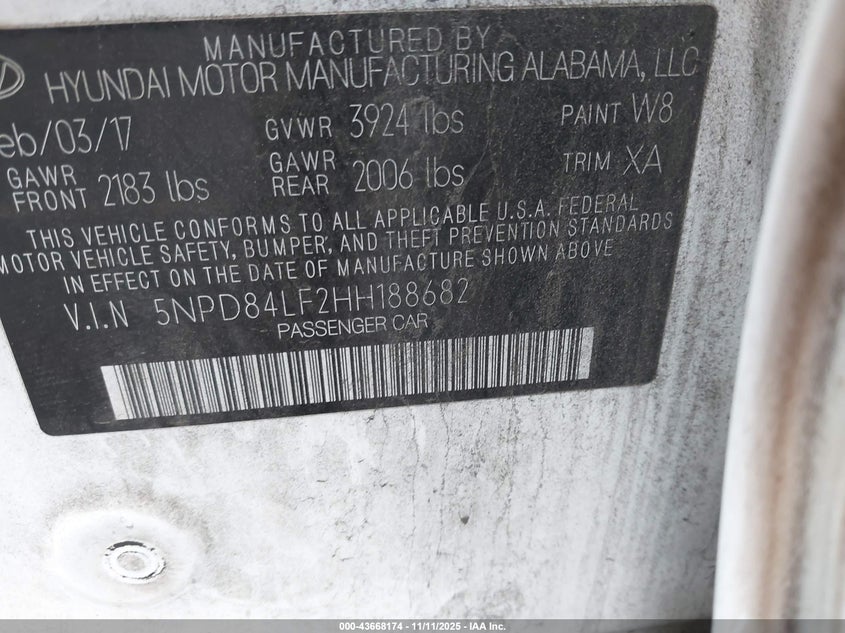 MANUFACTURED BY
HYUNDAI MOTOR MANUFACTURING ALABAMA, LLC
eb/03/17 GVWR 3924 lbs PAINT W8
GAWR FRONT 2183 lbs GAWR REAR 2006 lbs TRIM XA
THIS VEHICLE CONFORMS TO ALL APPLICABLE U.S.A. FEDERAL
MOTOR VEHICLE SAFETY, BUMPER, AND THEFT PREVENTION STANDARDS
IN EFFECT ON THE DATE OF MANUFACTURE SHOWN ABOVE
V.I.N 5NPD84LF2HH188682
PASSENGER CAR
000-43668174 - 11/11/2025 - IAA Inc.